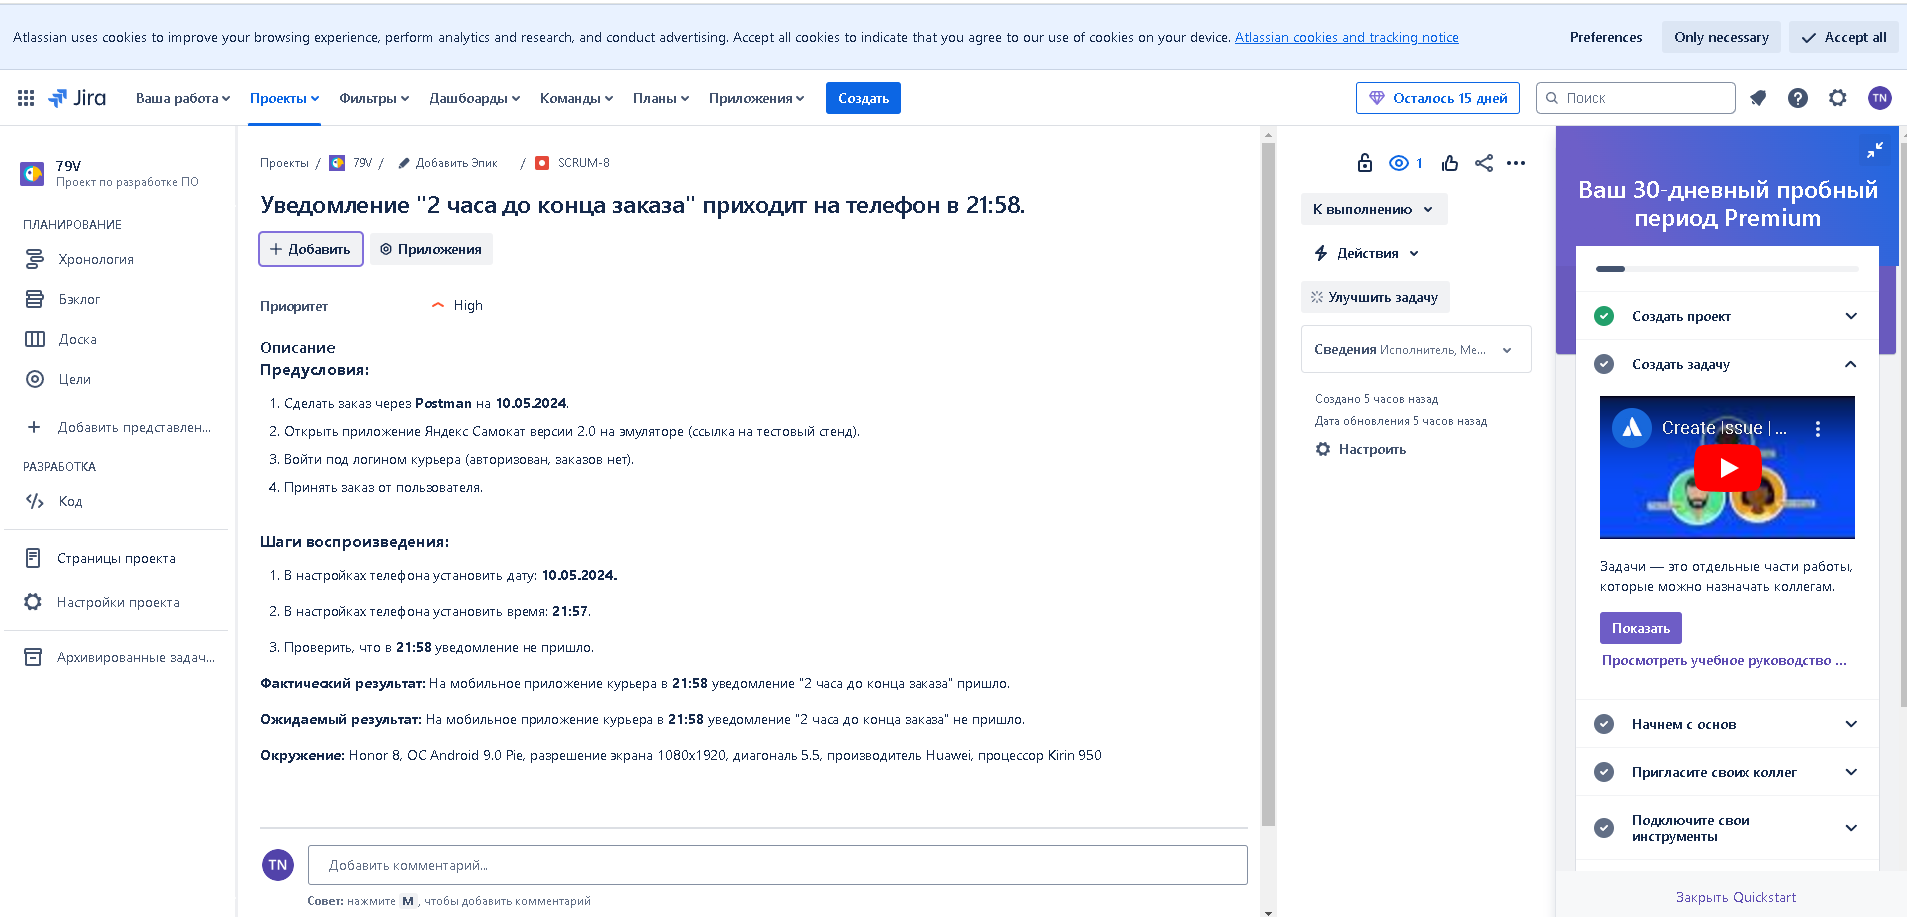 Atlassian uses cookies to improve your browsing experience, perform analytics and research, and conduct advertising. Accept all cookies to indicate that you agree to our use of cookies on your device. Atlassian cookies and tracking notice
Preferences
Only necessary
Accept all
Jira
Ваша работа
Проекты
Фильтры
Дашборды
Команды
Планы
Приложения
Создать
Осталось 15 дней
Поиск
TN
79V
Проект по разработке ПО
ПЛАНИРОВАНИЕ
Хронология
Бэклог
Доска
Цели
Добавить представлен...
РАЗРАБОТКА
Код
Страницы проекта
Настройки проекта
Архивированные задач...
Проекты / 79V / Добавить Эпик / SCRUM-8
Уведомление "2 часа до конца заказа" приходит на телефон в 21:58.
Добавить
Приложения
Приоритет
High
Описание
Предусловия:
1. Сделать заказ через Postman на 10.05.2024.
2. Открыть приложение Яндекс Самокат версии 2.0 на эмуляторе (ссылка на тестовый стенд).
3. Войти под логином курьера (авторизован, заказов нет).
4. Принять заказ от пользователя.
Шаги воспроизведения:
1. В настройках телефона установить дату: 10.05.2024.
2. В настройках телефона установить время: 21:57.
3. Проверить, что в 21:58 уведомление не пришло.
Фактический результат: На мобильное приложение курьера в 21:58 уведомление "2 часа до конца заказа" пришло.
Ожидаемый результат: На мобильное приложение курьера в 21:58 уведомление "2 часа до конца заказа" не пришло.
Окружение: Honor 8, ОС Android 9.0 Pie, разрешение экрана 1080х1920, диагональ 5.5, производитель Huawei, процессор Kirin 950
TN
Добавить комментарий...
Совет: нажмите M , чтобы добавить комментарий
1
К выполнению
Действия
Улучшить задачу
Сведения Исполнитель, Ме...
Создано 5 часов назад
Дата обновления 5 часов назад
Настроить
Ваш 30-дневный пробный
период Premium
Создать проект
Создать задачу
Create Issue | ...
Задачи — это отдельные части работы,
которые можно назначать коллегам.
Показать
Просмотреть учебное руководство ...
Начнем с основ
Пригласите своих коллег
Подключите свои
инструменты
Закрыть Quickstart